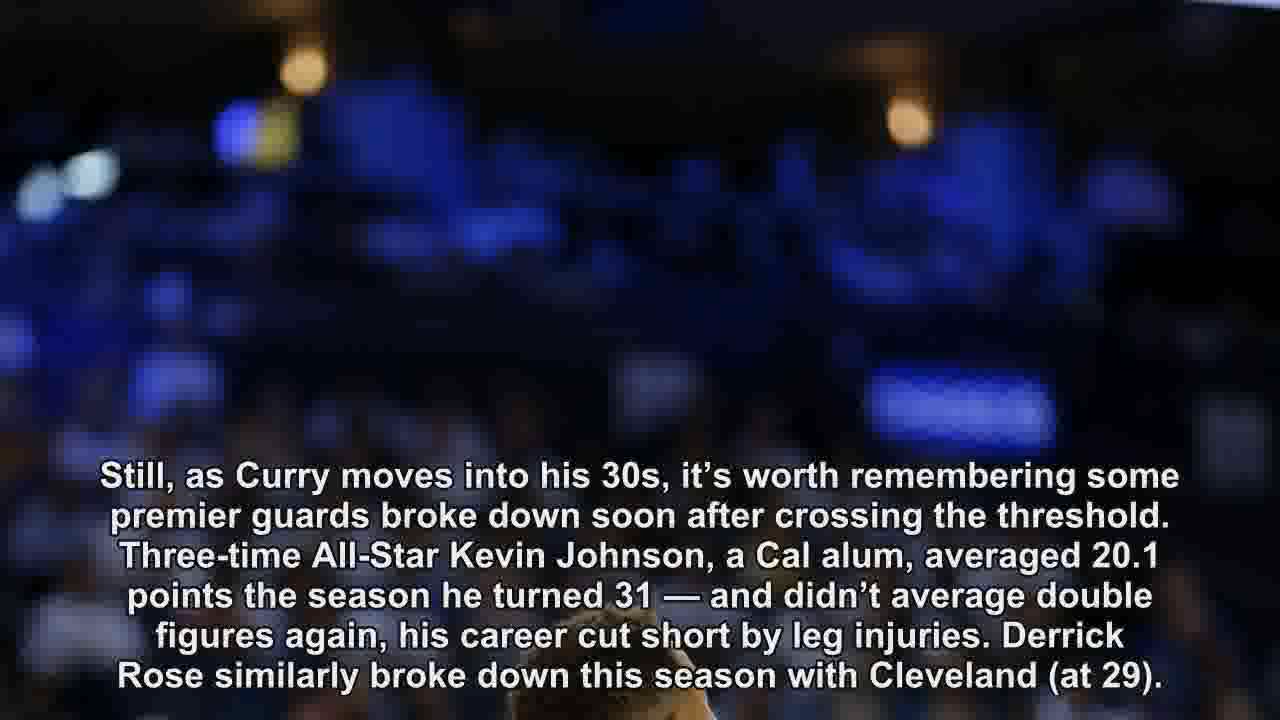 Still, as Curry moves into his 30s, it’s worth remembering some
premier guards broke down soon after crossing the threshold.
Three-time All-Star Kevin Johnson, a Cal alum, averaged 20.1
points the season he turned 31 — and didn’t average double
figures again, his career cut short by leg injuries. Derrick
Rose similarly broke down this season with Cleveland (at 29).